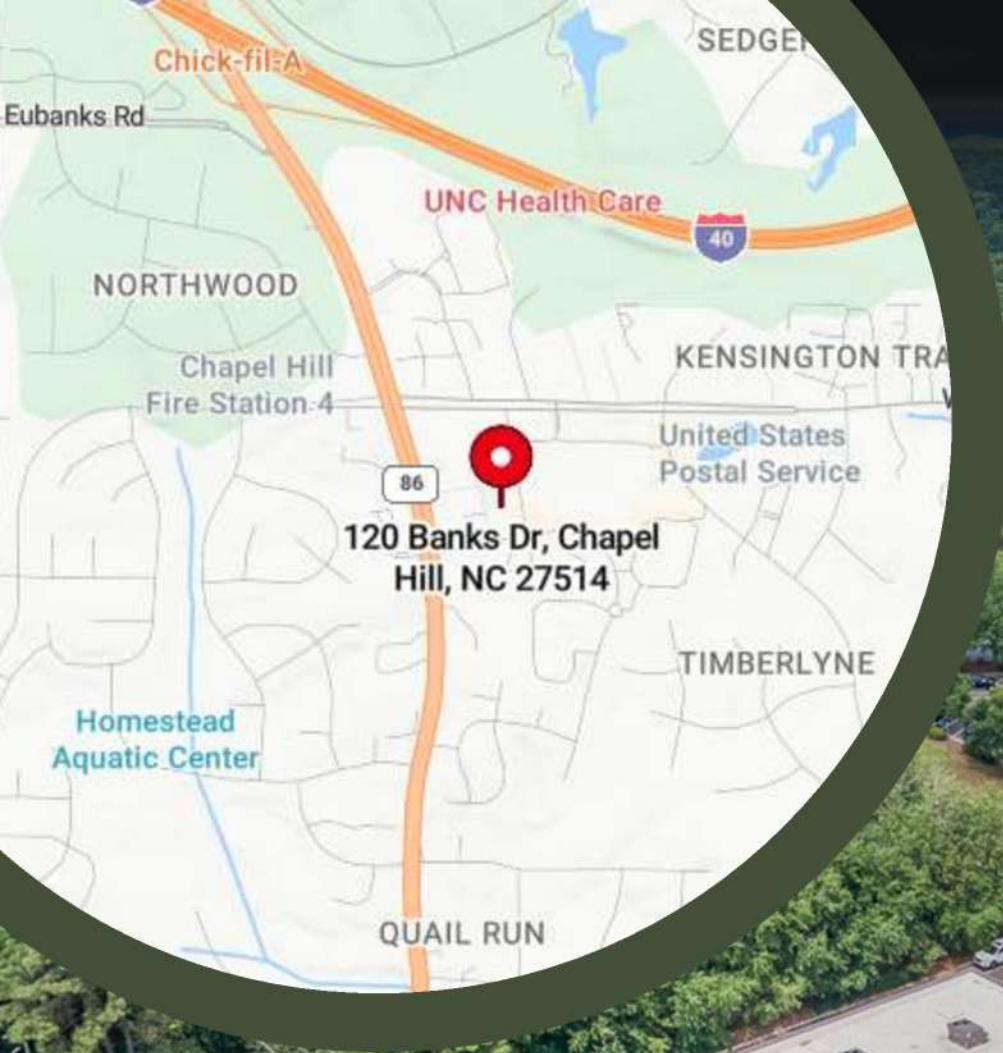 SEDGE
Chick-fil-A
Eubanks Rd
UNC Health Care
40
NORTHWOOD
KENSINGTON TRA
Chapel Hill
Fire Station 4
United States
Postal Service
86
120 Banks Dr, Chapel
Hill, NC 27514
TIMBERLYNE
Homestead
Aquatic Center
QUAIL RUN